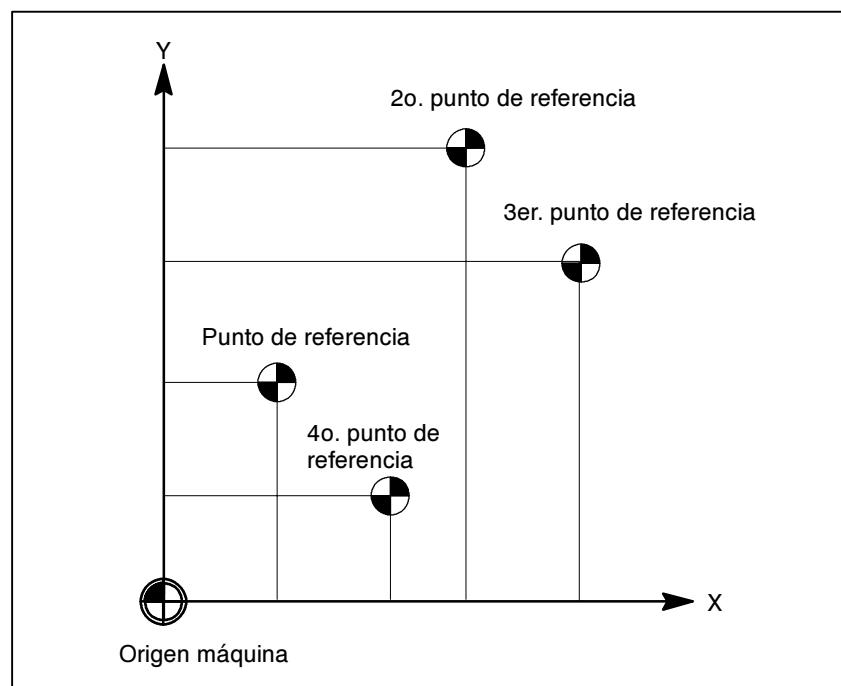 Y
2o. punto de referencia
3er. punto de referencia
Punto de referencia
4o. punto de
referencia
X
Origen máquina